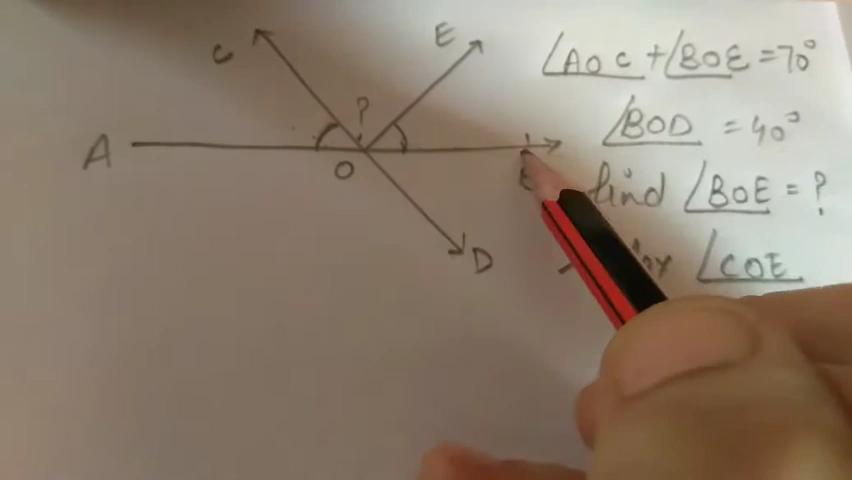 C
E
∠AOC + ∠BOE = 70°
?
A
∠BOD = 40°
O
find ∠BOE = ?
D
∠COE